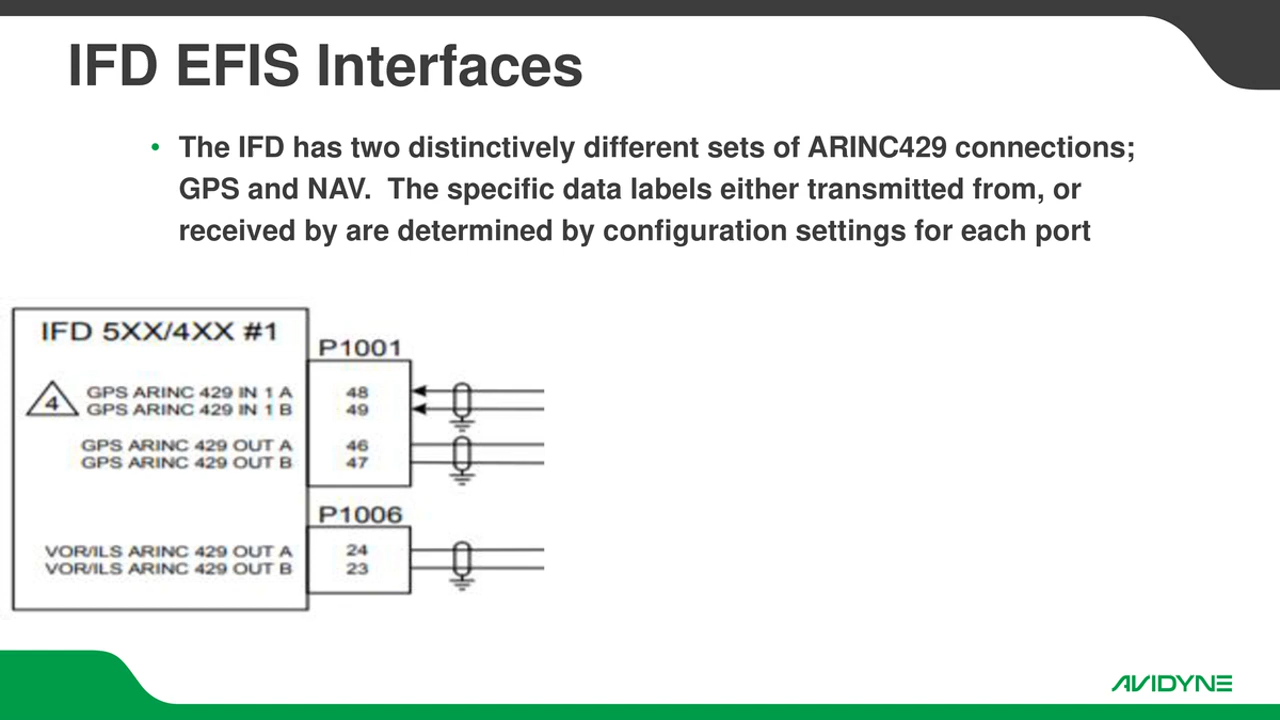 IFD EFIS Interfaces
• The IFD has two distinctively different sets of ARINC429 connections;
GPS and NAV.  The specific data labels either transmitted from, or
received by are determined by configuration settings for each port
IFD 5XX/4XX #1
P1001
4
GPS ARINC 429 IN 1 A 48
GPS ARINC 429 IN 1 B 49
GPS ARINC 429 OUT A 46
GPS ARINC 429 OUT B 47
P1006
VOR/ILS ARINC 429 OUT A 24
VOR/ILS ARINC 429 OUT B 23
AVIDYNE